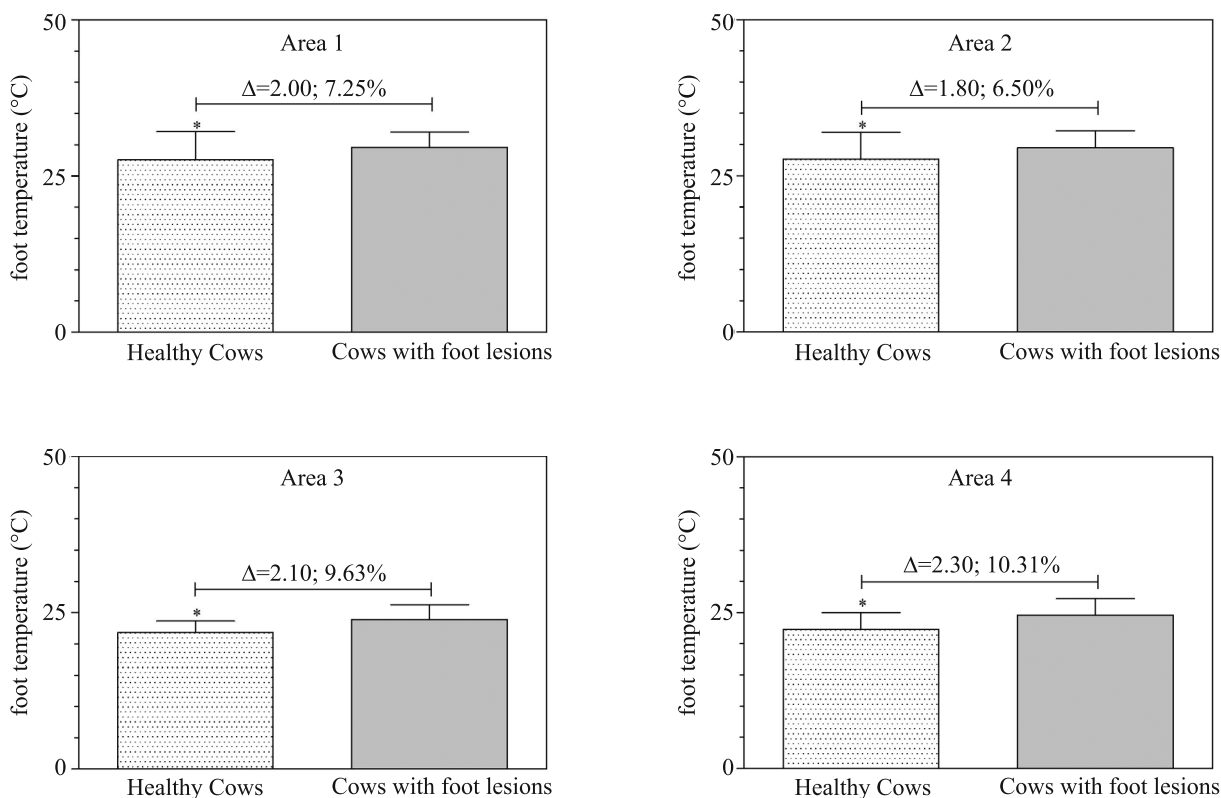 50
Area 1
Δ=2.00; 7.25%
*
foot temperature (°C)
25
0
Healthy Cows
Cows with foot lesions
50
Area 2
Δ=1.80; 6.50%
*
foot temperature (°C)
25
0
Healthy Cows
Cows with foot lesions
50
Area 3
Δ=2.10; 9.63%
*
foot temperature (°C)
25
0
Healthy Cows
Cows with foot lesions
50
Area 4
Δ=2.30; 10.31%
*
foot temperature (°C)
25
0
Healthy Cows
Cows with foot lesions